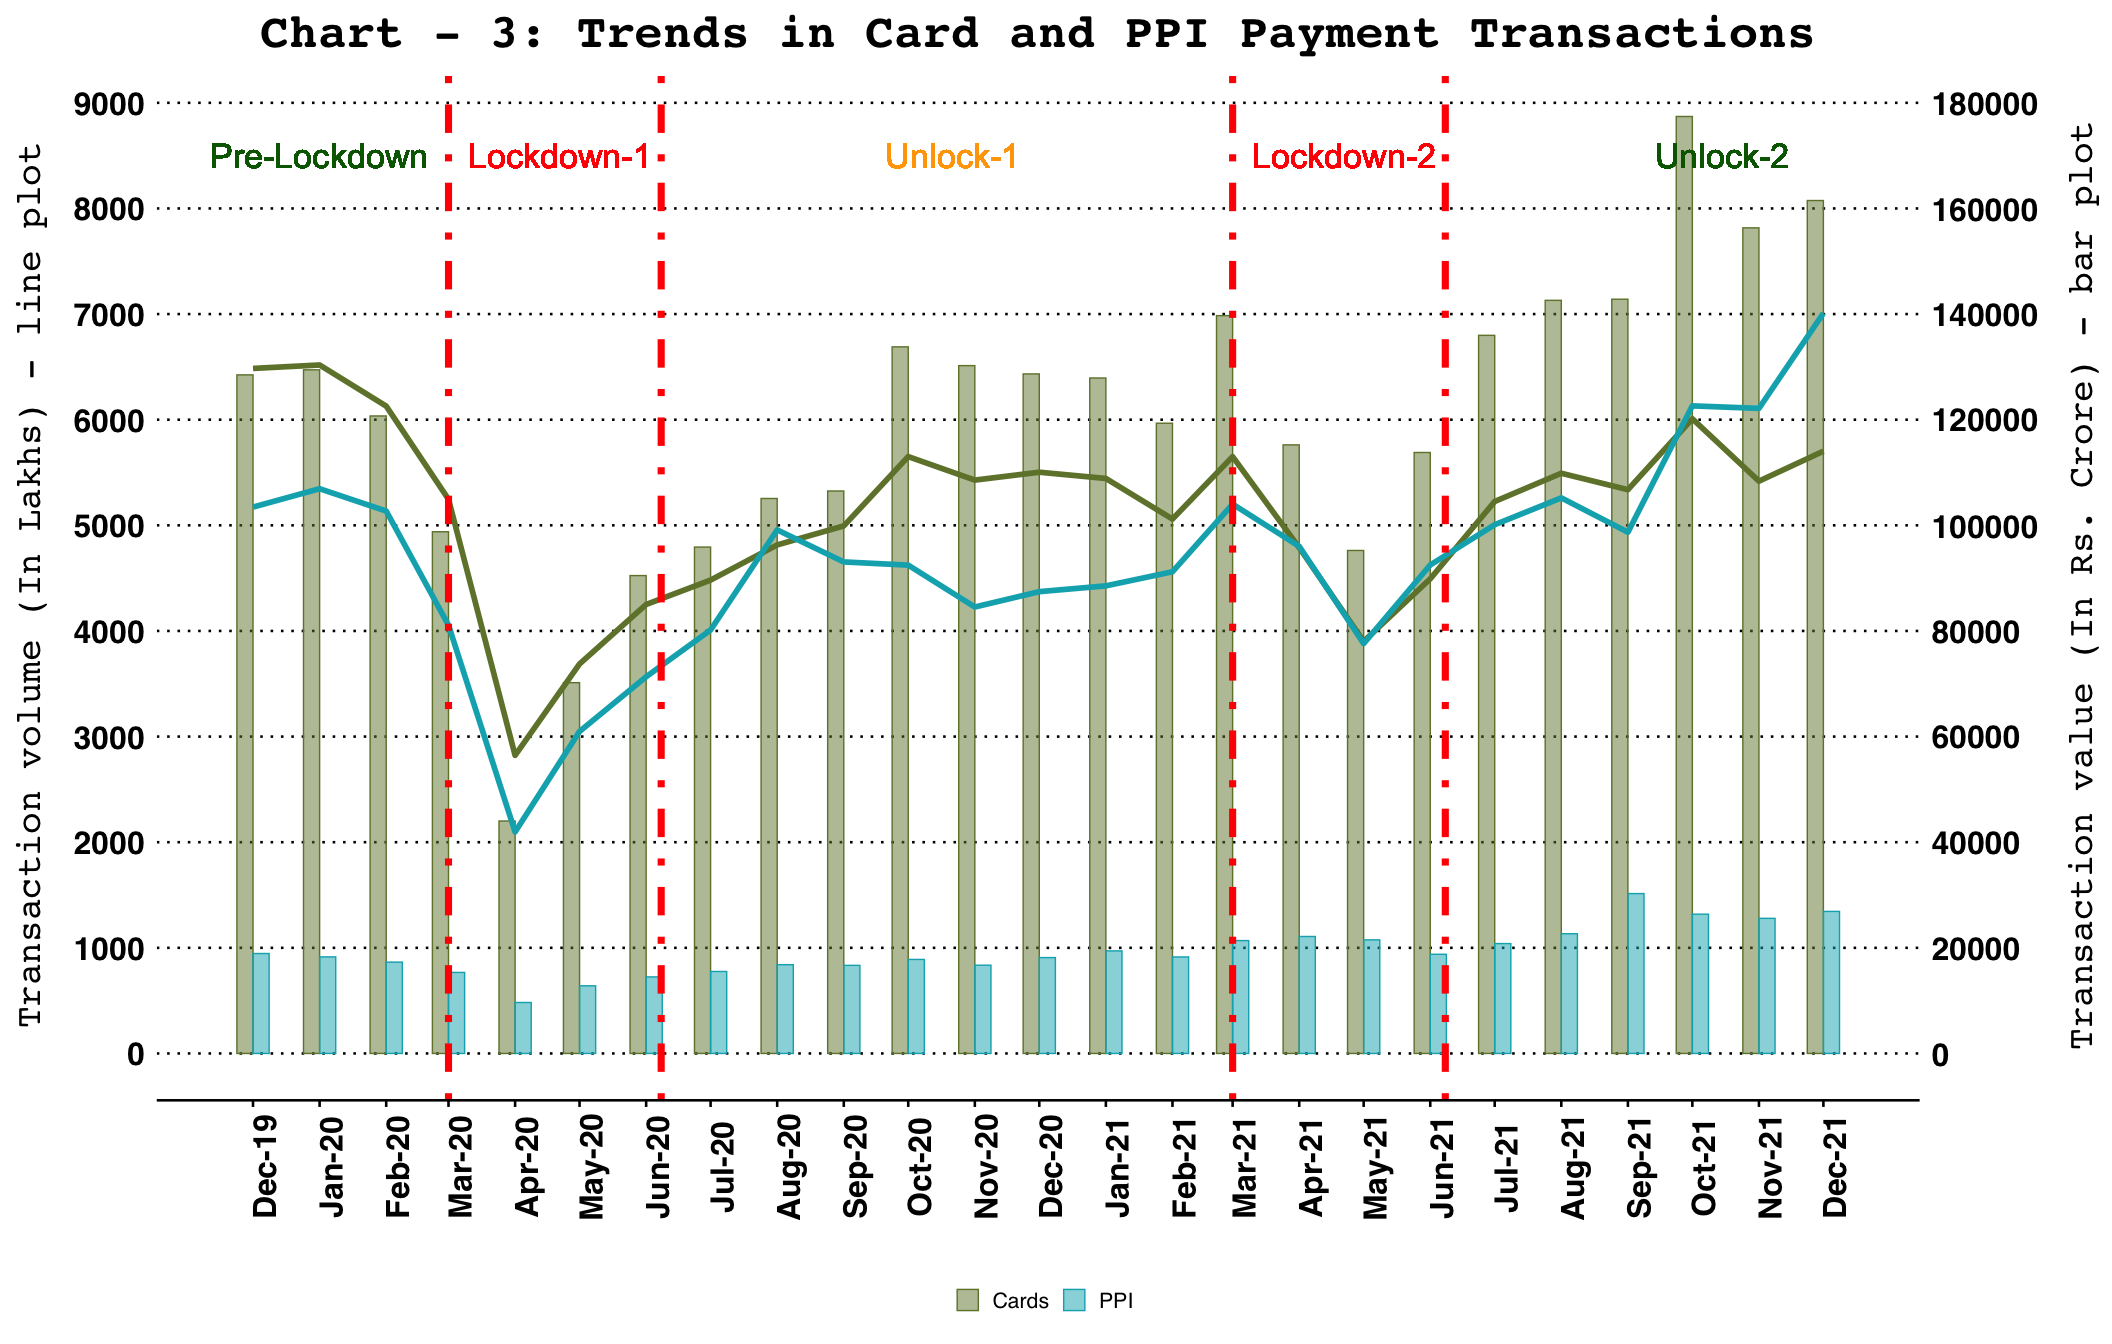 Chart – 3: Trends in Card and PPI Payment Transactions
Transaction volume (In Lakhs) – line plot
9000
8000
7000
6000
5000
4000
3000
2000
1000
0
Pre-Lockdown
Lockdown-1
Unlock-1
Lockdown-2
Unlock-2
180000
160000
140000
120000
100000
80000
60000
40000
20000
0
Transaction value (In Rs. Crore) – bar plot
Dec-19
Jan-20
Feb-20
Mar-20
Apr-20
May-20
Jun-20
Jul-20
Aug-20
Sep-20
Oct-20
Nov-20
Dec-20
Jan-21
Feb-21
Mar-21
Apr-21
May-21
Jun-21
Jul-21
Aug-21
Sep-21
Oct-21
Nov-21
Dec-21
Cards
PPI